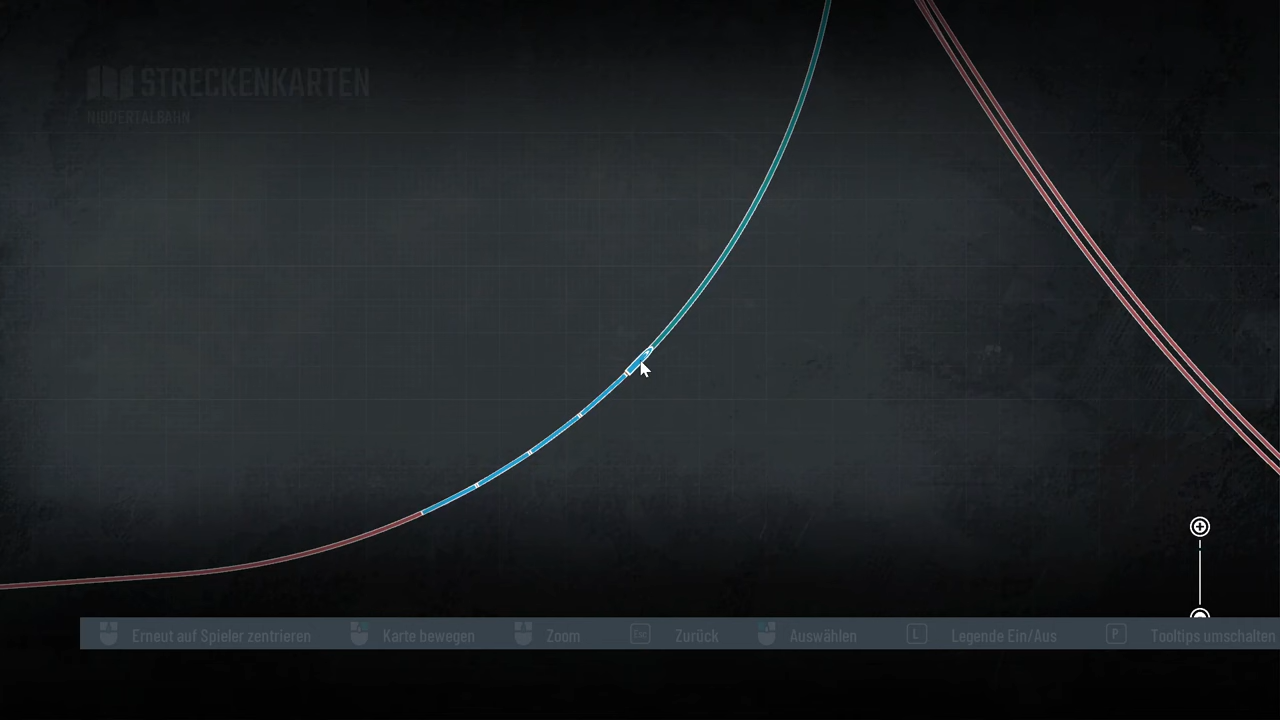 STRECKENKARTEN
NIDDERTALBAHN
Erneut auf Spieler zentrieren Karte bewegen Zoom Esc Zurück Auswählen L Legende Ein/Aus P Tooltips umschalten